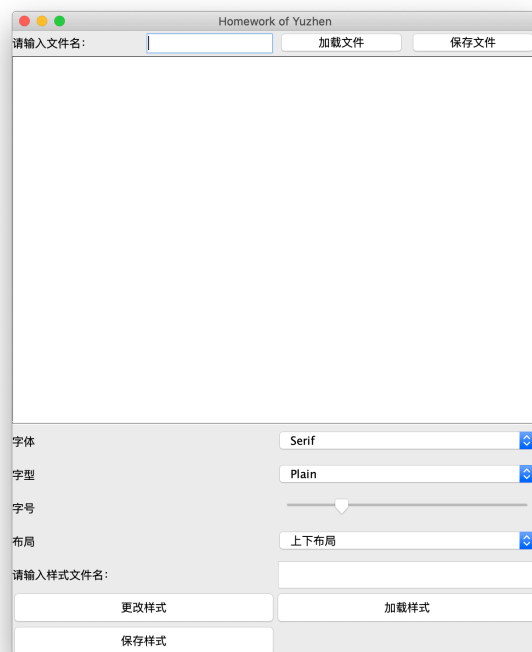 Homework of Yuzhen
请输入文件名： 加载文件 保存文件
字体 Serif
字型 Plain
字号
布局 上下布局
请输入样式文件名：
更改样式 加载样式
保存样式